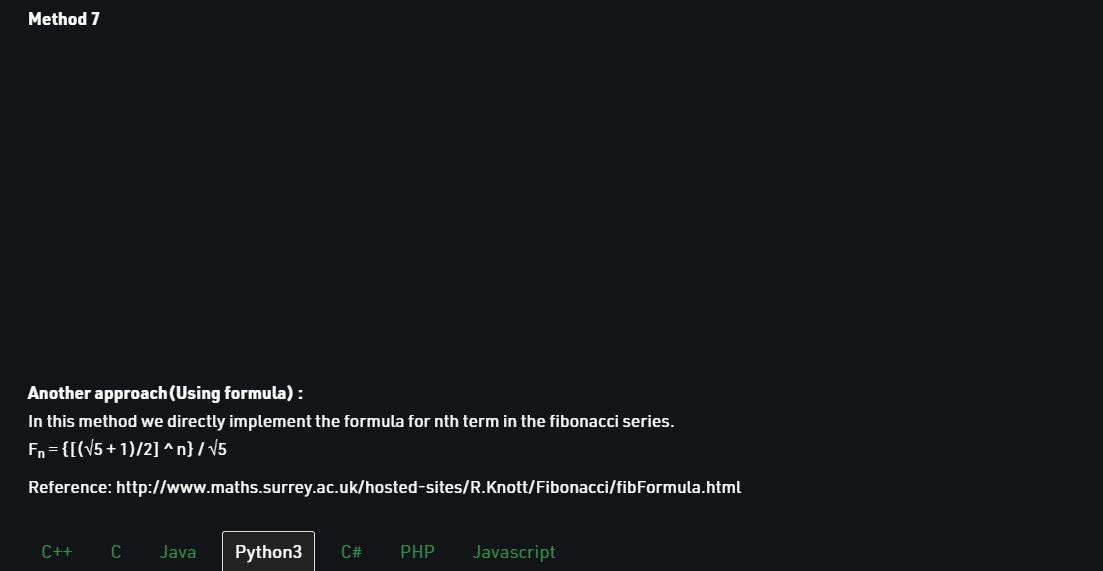 Method 7
Another approach(Using formula) :
In this method we directly implement the formula for nth term in the fibonacci series.
Fn = {[(√5 + 1)/2] ^ n} / √5
Reference: http://www.maths.surrey.ac.uk/hosted-sites/R.Knott/Fibonacci/fibFormula.html
C++ C Java Python3 C# PHP Javascript